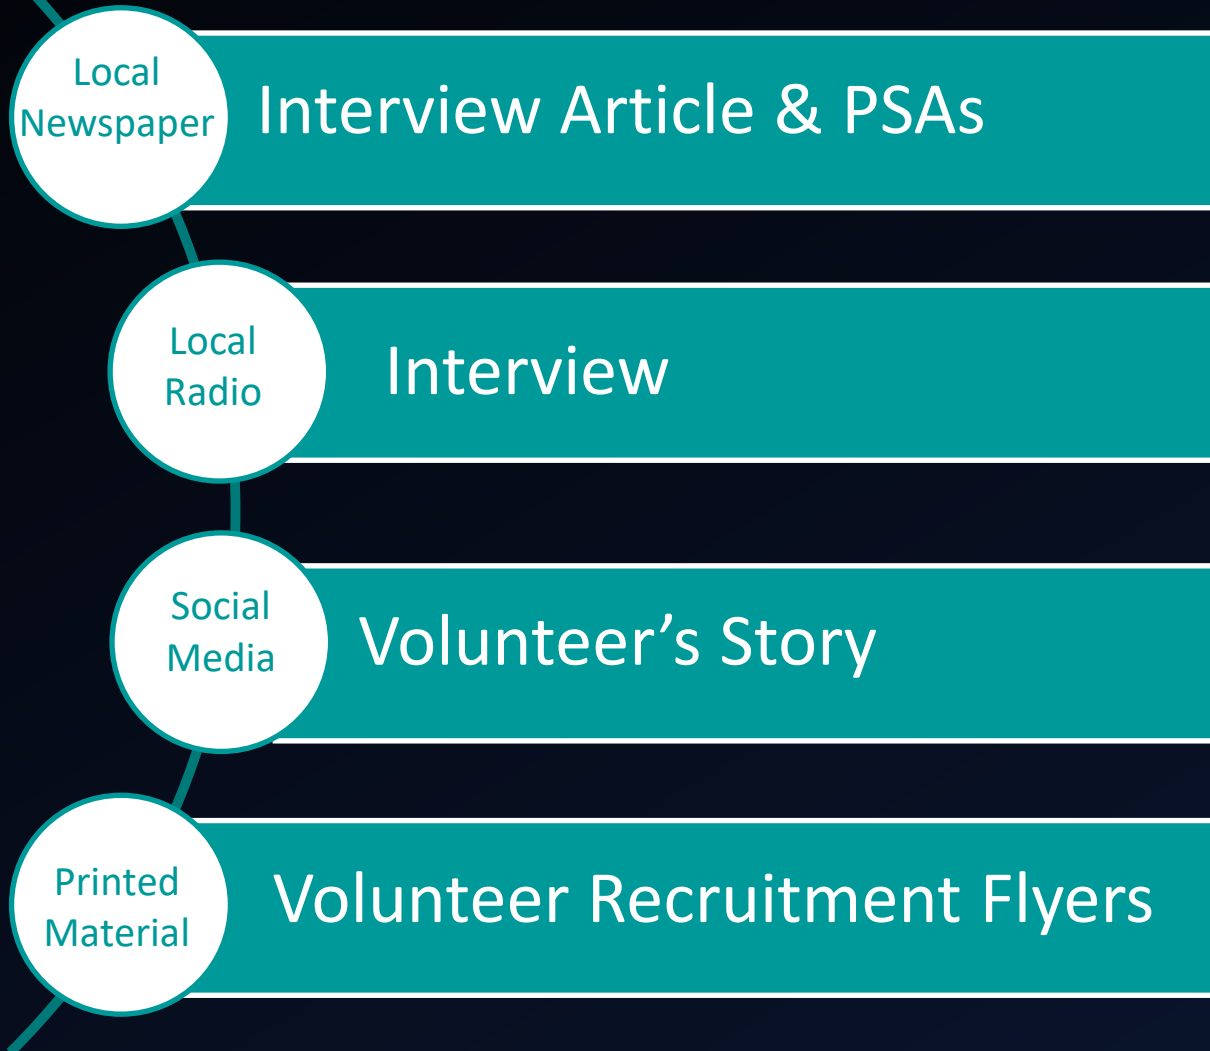 Local
Newspaper
Interview Article & PSAs
Local
Radio
Interview
Social
Media
Volunteer’s Story
Printed
Material
Volunteer Recruitment Flyers